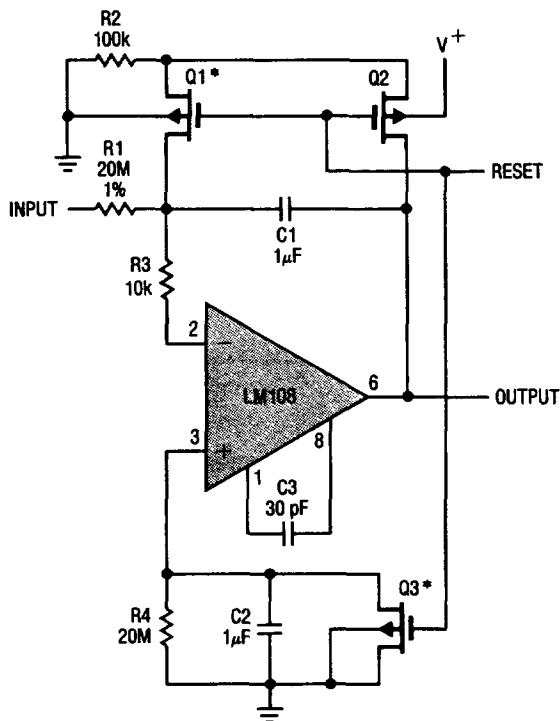 R2
100k
Q1*
Q2
V+
R1
20M
1%
RESET
INPUT
C1
1μF
R3
10k
2
−
LM108
6
OUTPUT
3
+
8
1
C3
30 pF
Q3*
R4
20M
C2
1μF